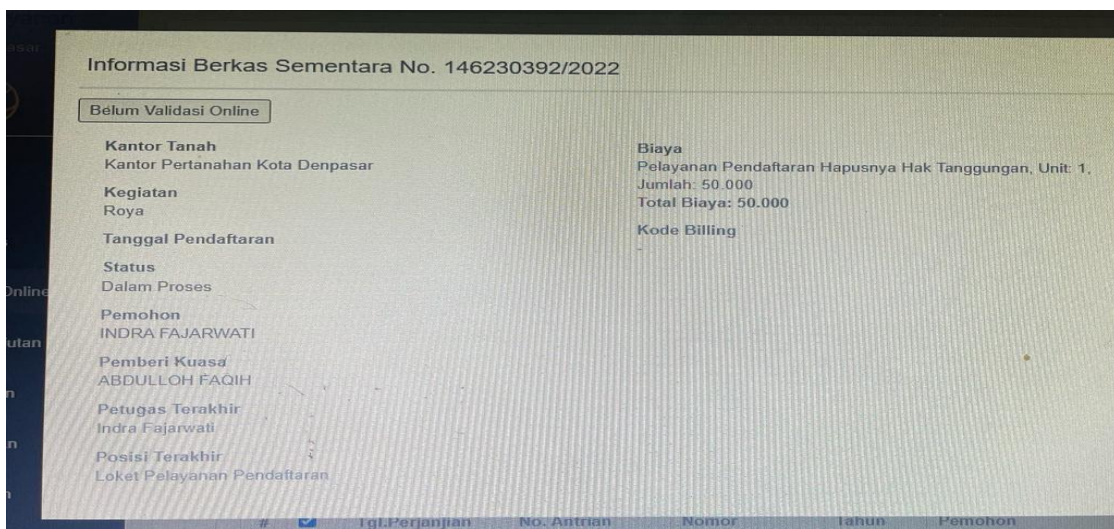 Informasi Berkas Sementara No. 146230392/2022
Belum Validasi Online
Kantor Tanah
Kantor Pertanahan Kota Denpasar
Kegiatan
Roya
Tanggal Pendaftaran
Status
Dalam Proses
Pemohon
INDRA FAJARWATI
Pemberi Kuasa
ABDULLOH FAQIH
Petugas Terakhir
Indra Fajarwati
Posisi Terakhir
Loket Pelayanan Pendaftaran
Biaya
Pelayanan Pendaftaran Hapusnya Hak Tanggungan, Unit: 1,
Jumlah: 50.000
Total Biaya: 50.000
Kode Billing
-
Online
utan
# Tgl.Perjanjian No. Antrian Nomor Tahun Pemohon